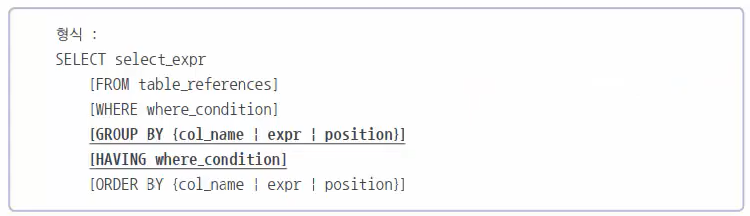 형식 :
SELECT select_expr
[FROM table_references]
[WHERE where_condition]
[GROUP BY {col_name | expr | position}]
[HAVING where_condition]
[ORDER BY {col_name | expr | position}]